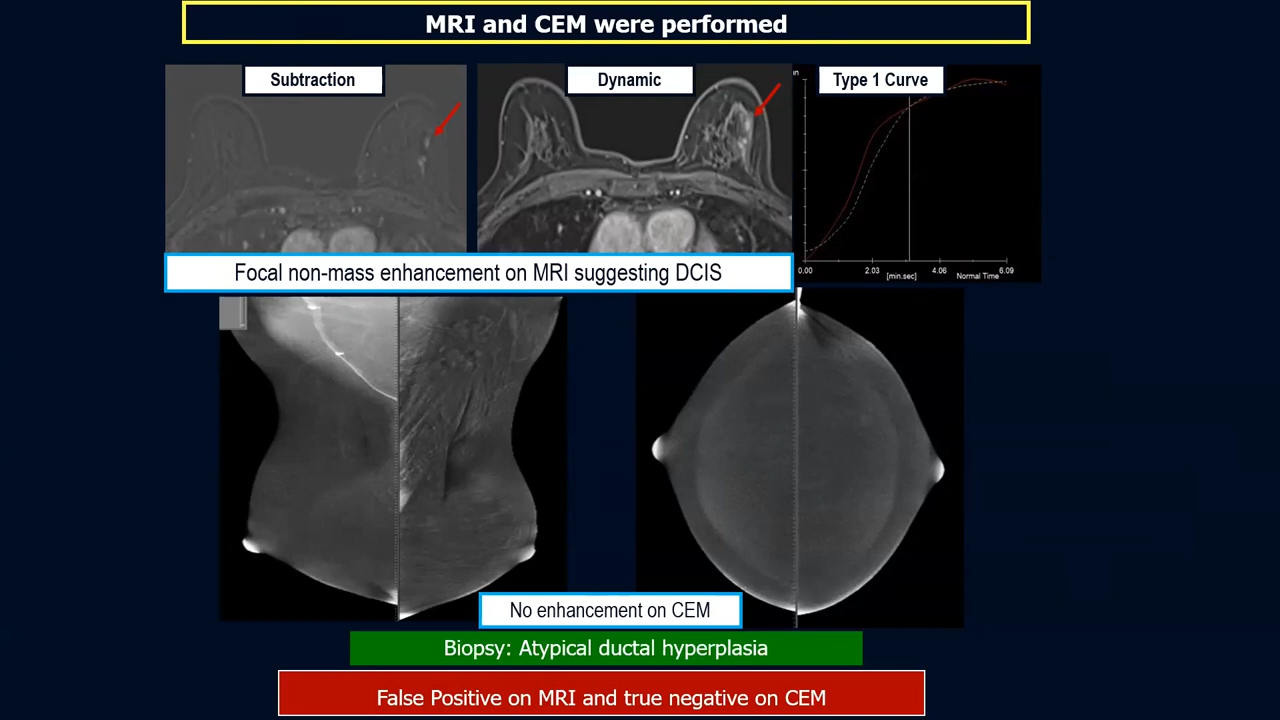 MRI and CEM were performed
Subtraction
Dynamic
Type 1 Curve
0.00
2.03
4.06
6.09
[min.sec]
Normal Time
Focal non-mass enhancement on MRI suggesting DCIS
No enhancement on CEM
Biopsy: Atypical ductal hyperplasia
False Positive on MRI and true negative on CEM